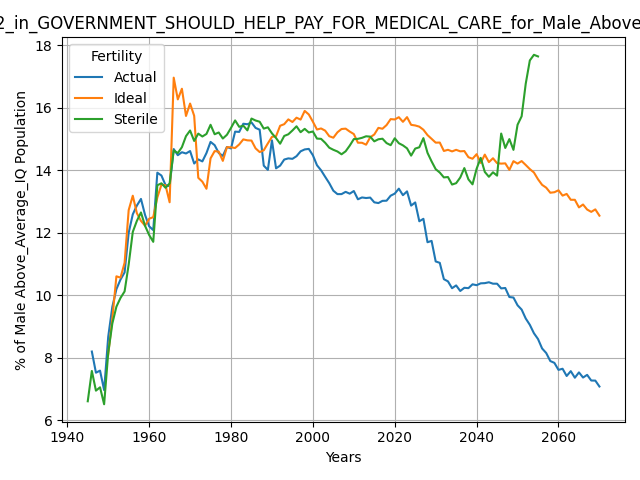 2_in_GOVERNMENT_SHOULD_HELP_PAY_FOR_MEDICAL_CARE_for_Male_Above
Fertility
Actual
Ideal
Sterile
% of Male Above_Average_IQ Population
18
16
14
12
10
8
6
1940
1960
1980
2000
2020
2040
2060
Years